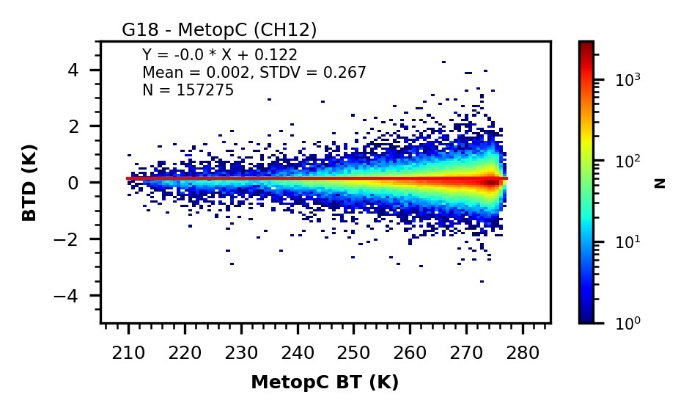 G18 - MetopC (CH12)
Y = -0.0 * X + 0.122
Mean = 0.002, STDV = 0.267
N = 157275
4
2
0
−2
−4
BTD (K)
210 220 230 240 250 260 270 280
MetopC BT (K)
10³
10²
10¹
10⁰
N